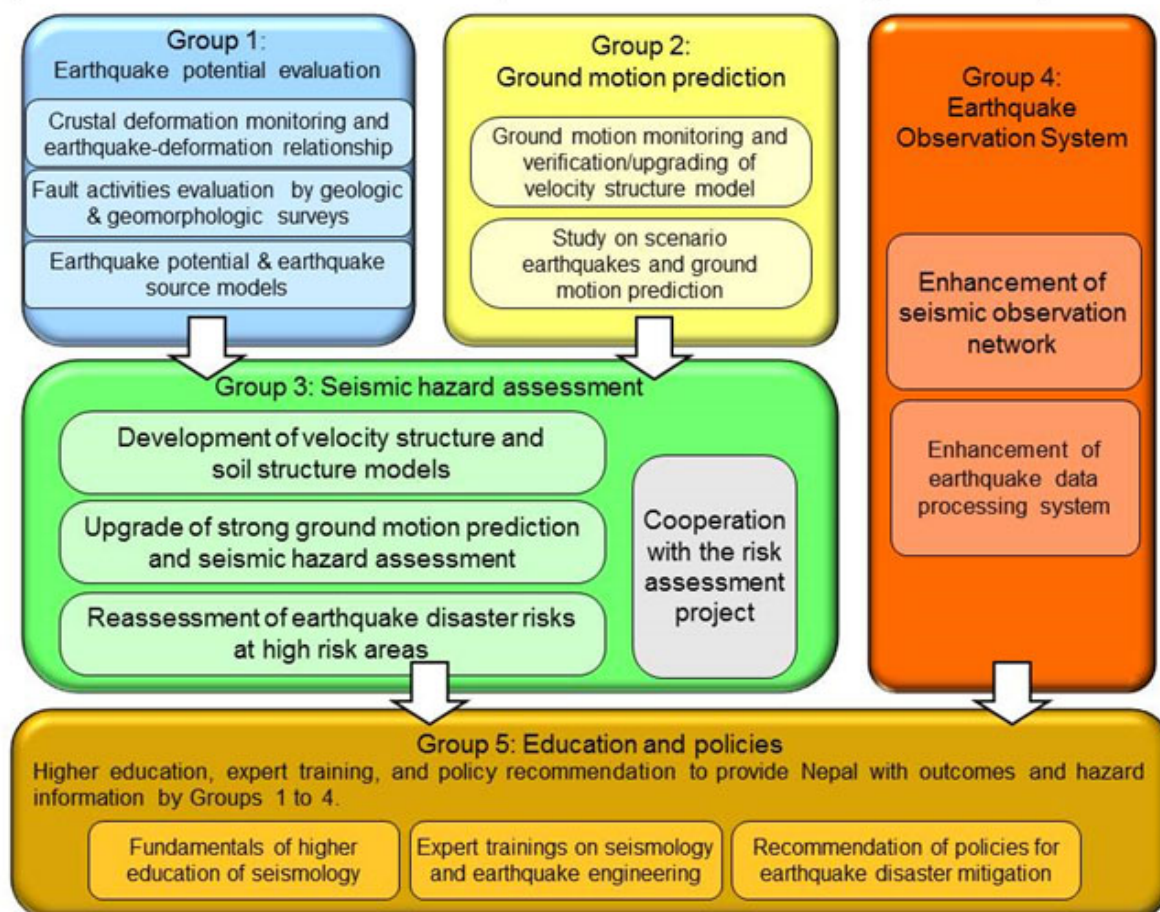 Group 1:
Earthquake potential evaluation
Crustal deformation monitoring and
earthquake-deformation relationship
Fault activities evaluation by geologic
& geomorphologic surveys
Earthquake potential & earthquake
source models
Group 2:
Ground motion prediction
Ground motion monitoring and
verification/upgrading of
velocity structure model
Study on scenario
earthquakes and ground
motion prediction
Group 4:
Earthquake
Observation System
Enhancement of
seismic observation
network
Enhancement of
earthquake data
processing system
Group 3: Seismic hazard assessment
Development of velocity structure and
soil structure models
Upgrade of strong ground motion prediction
and seismic hazard assessment
Reassessment of earthquake disaster risks
at high risk areas
Cooperation
with the risk
assessment
project
Group 5: Education and policies
Higher education, expert training, and policy recommendation to provide Nepal with outcomes and hazard
information by Groups 1 to 4.
Fundamentals of higher
education of seismology
Expert trainings on seismology
and earthquake engineering
Recommendation of policies for
earthquake disaster mitigation